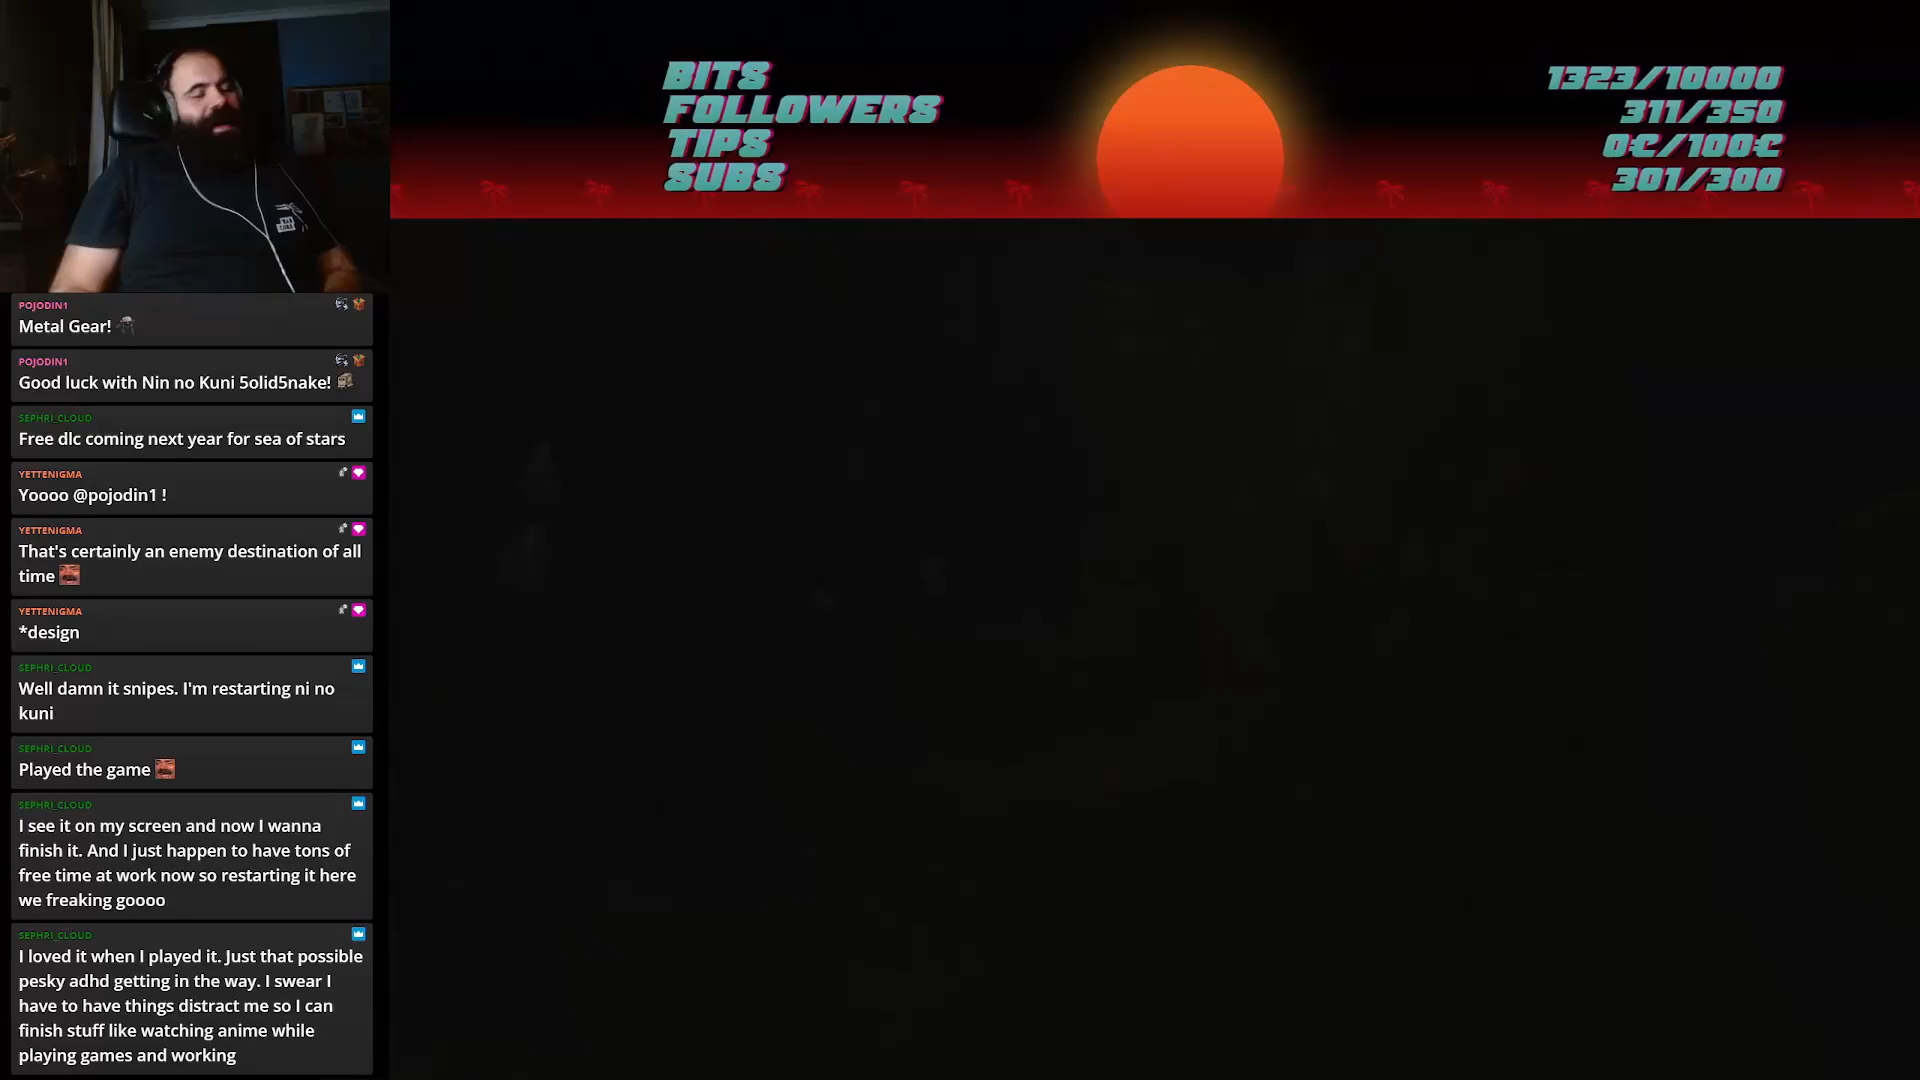 BITS
FOLLOWERS
TIPS
SUBS
1323/10000
311/350
0€/100€
301/300
POJODIN1
Metal Gear!
POJODIN1
Good luck with Nin no Kuni 5olid5nake!
SEPHRI_CLOUD
Free dlc coming next year for sea of stars
YETTENIGMA
Yoooo @pojodin1 !
YETTENIGMA
That's certainly an enemy destination of all
time
YETTENIGMA
*design
SEPHRI_CLOUD
Well damn it snipes. I'm restarting ni no
kuni
SEPHRI_CLOUD
Played the game
SEPHRI_CLOUD
I see it on my screen and now I wanna
finish it. And I just happen to have tons of
free time at work now so restarting it here
we freaking goooo
SEPHRI_CLOUD
I loved it when I played it. Just that possible
pesky adhd getting in the way. I swear I
have to have things distract me so I can
finish stuff like watching anime while
playing games and working